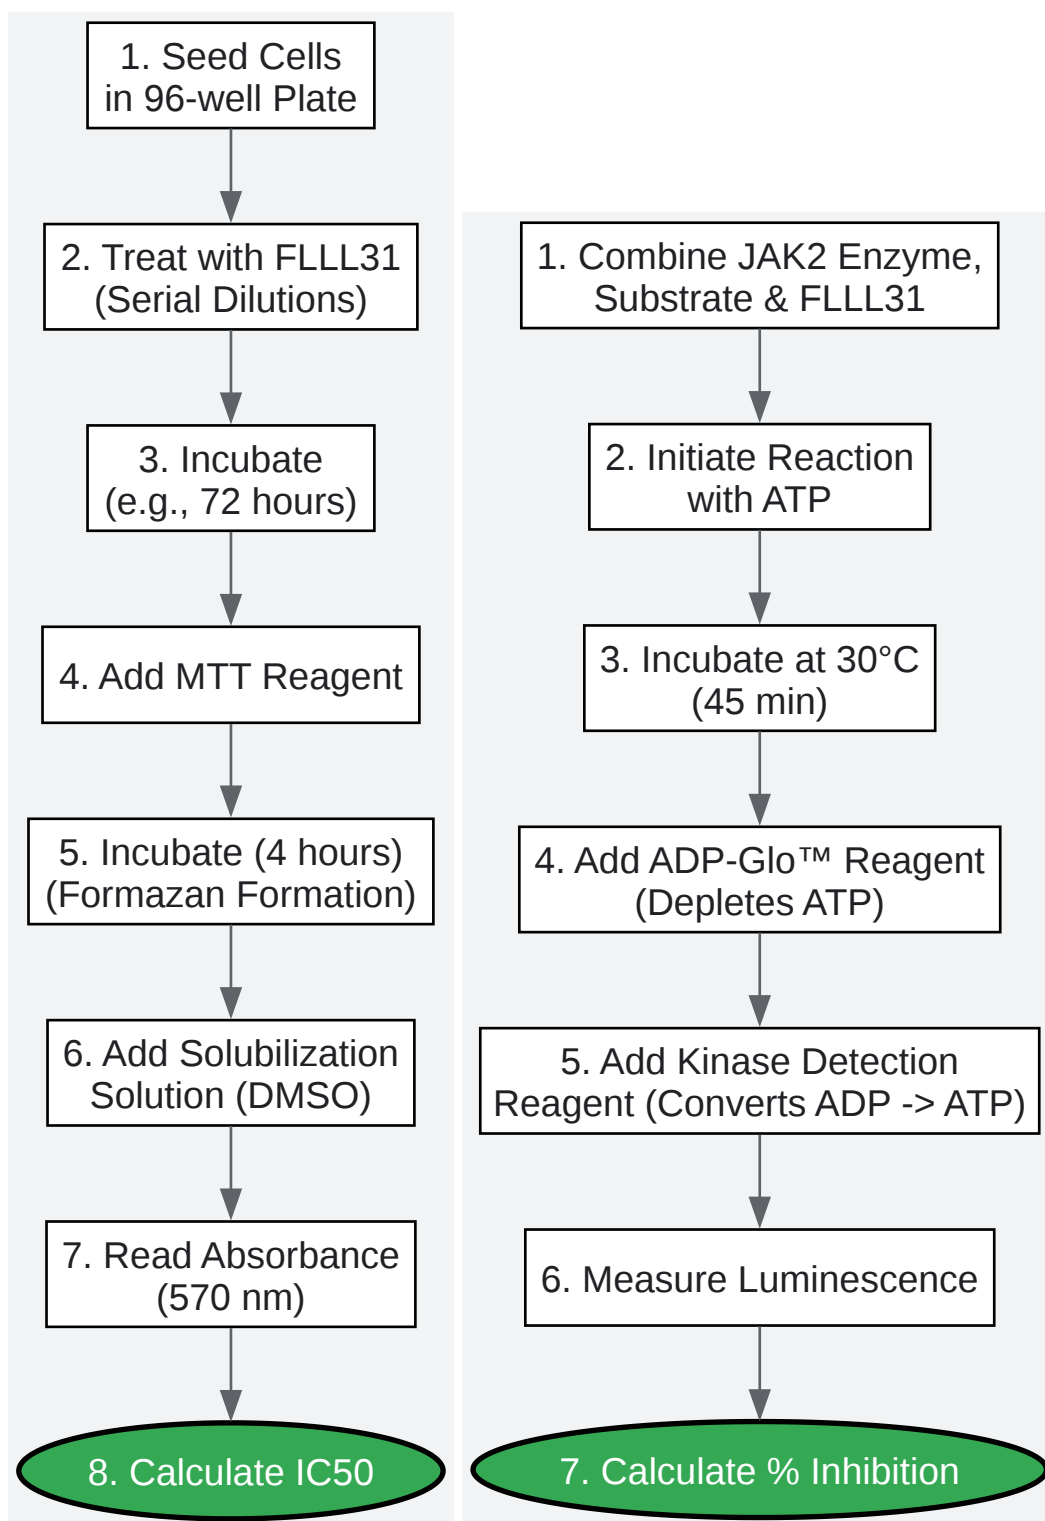 1. Seed Cells
in 96-well Plate
2. Treat with FLLL31
(Serial Dilutions)
3. Incubate
(e.g., 72 hours)
4. Add MTT Reagent
5. Incubate (4 hours)
(Formazan Formation)
6. Add Solubilization
Solution (DMSO)
7. Read Absorbance
(570 nm)
8. Calculate IC50
1. Combine JAK2 Enzyme,
Substrate & FLLL31
2. Initiate Reaction
with ATP
3. Incubate at 30°C
(45 min)
4. Add ADP-Glo™ Reagent
(Depletes ATP)
5. Add Kinase Detection
Reagent (Converts ADP -> ATP)
6. Measure Luminescence
7. Calculate % Inhibition